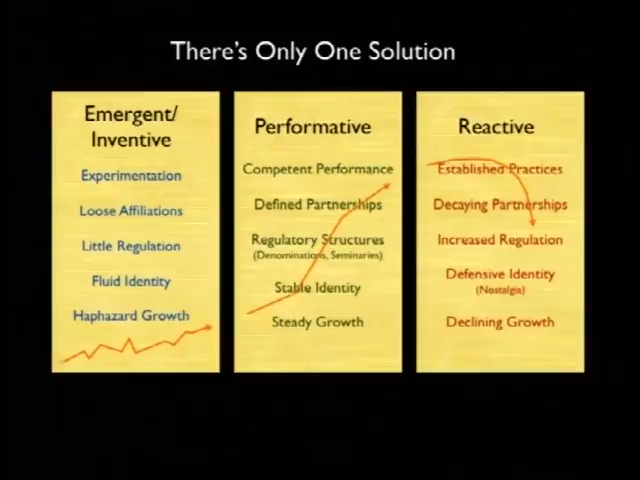 There's Only One Solution
Emergent/
Inventive
Experimentation
Loose Affiliations
Little Regulation
Fluid Identity
Haphazard Growth
Performative
Competent Performance
Defined Partnerships
Regulatory Structures
(Denominations, Seminaries)
Stable Identity
Steady Growth
Reactive
Established Practices
Decaying Partnerships
Increased Regulation
Defensive Identity
(Nostalgia)
Declining Growth